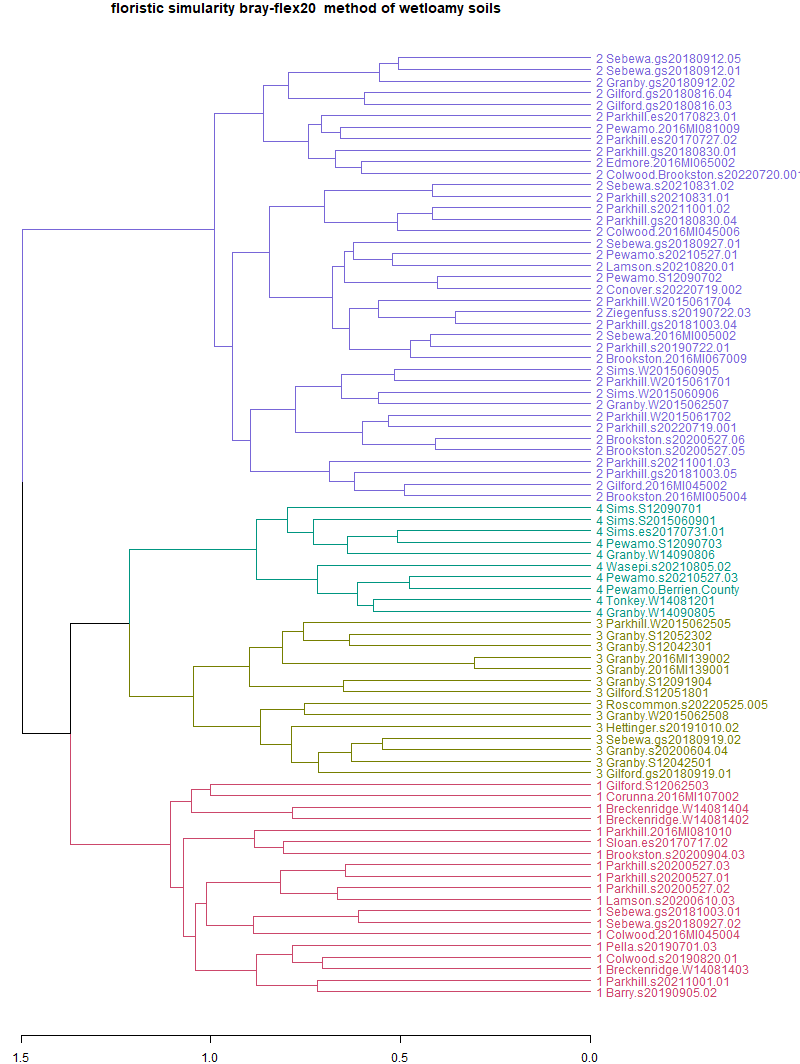 floristic simularity bray-flex20 method of wetloamy soils
2 Sebewa.gs20180912.05
2 Sebewa.gs20180912.01
2 Granby.gs20180912.02
2 Gilford.gs20180816.04
2 Gilford.gs20180816.03
2 Parkhill.es20170823.01
2 Pewamo.2016MI081009
2 Parkhill.es20170727.02
2 Parkhill.gs20180830.01
2 Edmore.2016MI065002
2 Colwood.Brookston.s20220720.001
2 Sebewa.s20210831.02
2 Parkhill.s20210831.01
2 Parkhill.s20211001.02
2 Parkhill.gs20180830.04
2 Colwood.2016MI045006
2 Sebewa.gs20180927.01
2 Pewamo.s20210527.01
2 Lamson.s20210820.01
2 Pewamo.S12090702
2 Conover.s20220719.002
2 Parkhill.W2015061704
2 Ziegenfuss.s20190722.03
2 Parkhill.gs20181003.04
2 Sebewa.2016MI005002
2 Parkhill.s20190722.01
2 Brookston.2016MI067009
2 Sims.W2015060905
2 Parkhill.W2015061701
2 Sims.W2015060906
2 Granby.W2015062507
2 Parkhill.W2015061702
2 Parkhill.s20220719.001
2 Brookston.s20200527.06
2 Brookston.s20200527.05
2 Parkhill.s20211001.03
2 Parkhill.gs20181003.05
2 Gilford.2016MI045002
2 Brookston.2016MI005004
4 Sims.S12090701
4 Sims.S2015060901
4 Sims.es20170731.01
4 Pewamo.S12090703
4 Granby.W14090806
4 Wasepi.s20210805.02
4 Pewamo.s20210527.03
4 Pewamo.Berrien.County
4 Tonkey.W14081201
4 Granby.W14090805
3 Parkhill.W2015062505
3 Granby.S12052302
3 Granby.S12042301
3 Granby.2016MI139002
3 Granby.2016MI139001
3 Granby.S12091904
3 Gilford.S12051801
3 Roscommon.s20220525.005
3 Granby.W2015062508
3 Hettinger.s20191010.02
3 Sebewa.gs20180919.02
3 Granby.s20200604.04
3 Granby.S12042501
3 Gilford.gs20180919.01
1 Gilford.S12062503
1 Corunna.2016MI107002
1 Breckenridge.W14081404
1 Breckenridge.W14081402
1 Parkhill.2016MI081010
1 Sloan.es20170717.02
1 Brookston.s20200904.03
1 Parkhill.s20200527.03
1 Parkhill.s20200527.01
1 Parkhill.s20200527.02
1 Lamson.s20200610.03
1 Sebewa.gs20181003.01
1 Sebewa.gs20180927.02
1 Colwood.2016MI045004
1 Pella.s20190701.03
1 Colwood.s20190820.01
1 Breckenridge.W14081403
1 Parkhill.s20211001.01
1 Barry.s20190905.02
1.5 1.0 0.5 0.0